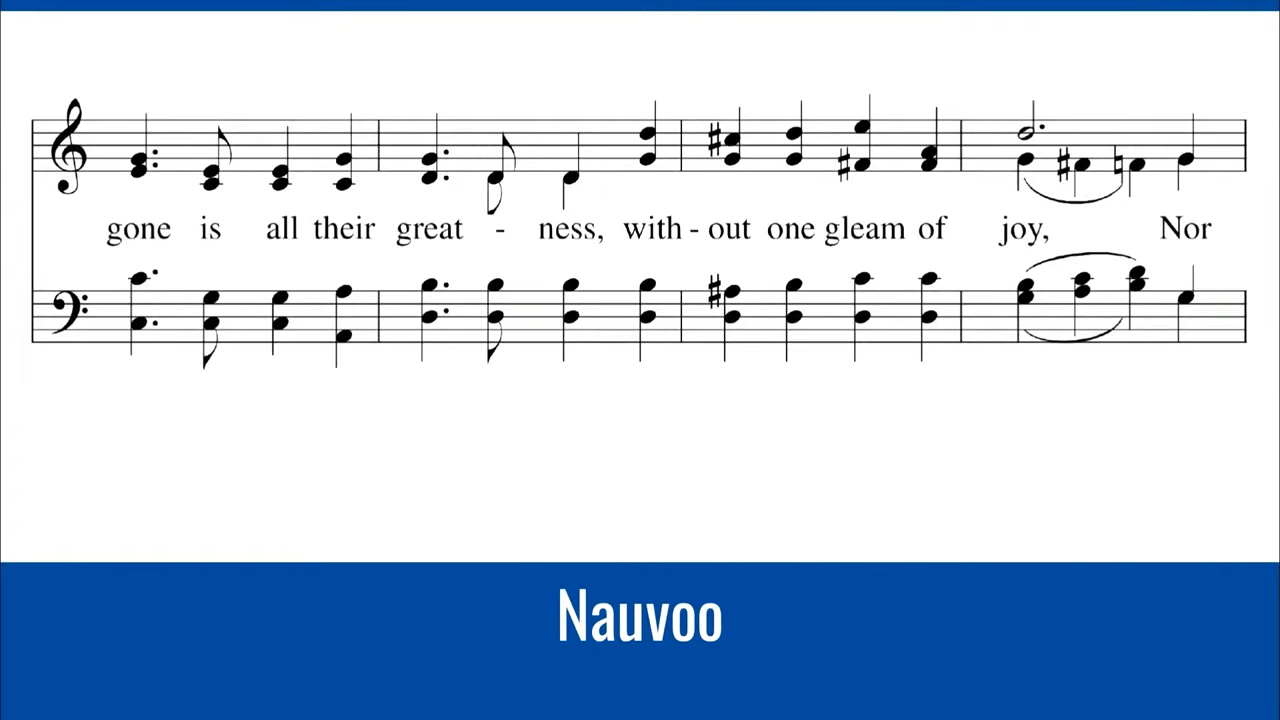 gone is all their great - ness, with - out one gleam of joy, Nor
Nauvoo